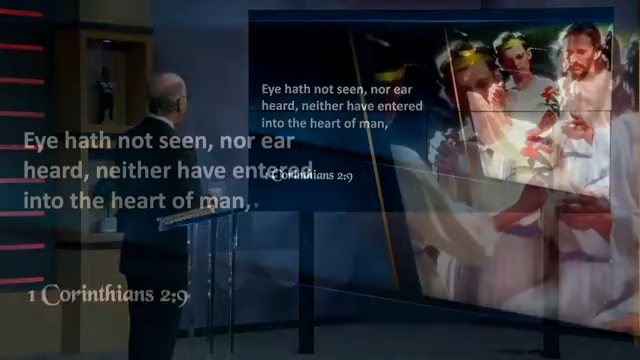 Eye hath not seen, nor ear
heard, neither have entered
into the heart of man,
Corinthians 2:9
Eye hath not seen, nor ear
heard, neither have entered
into the heart of man,
1 Corinthians 2:9